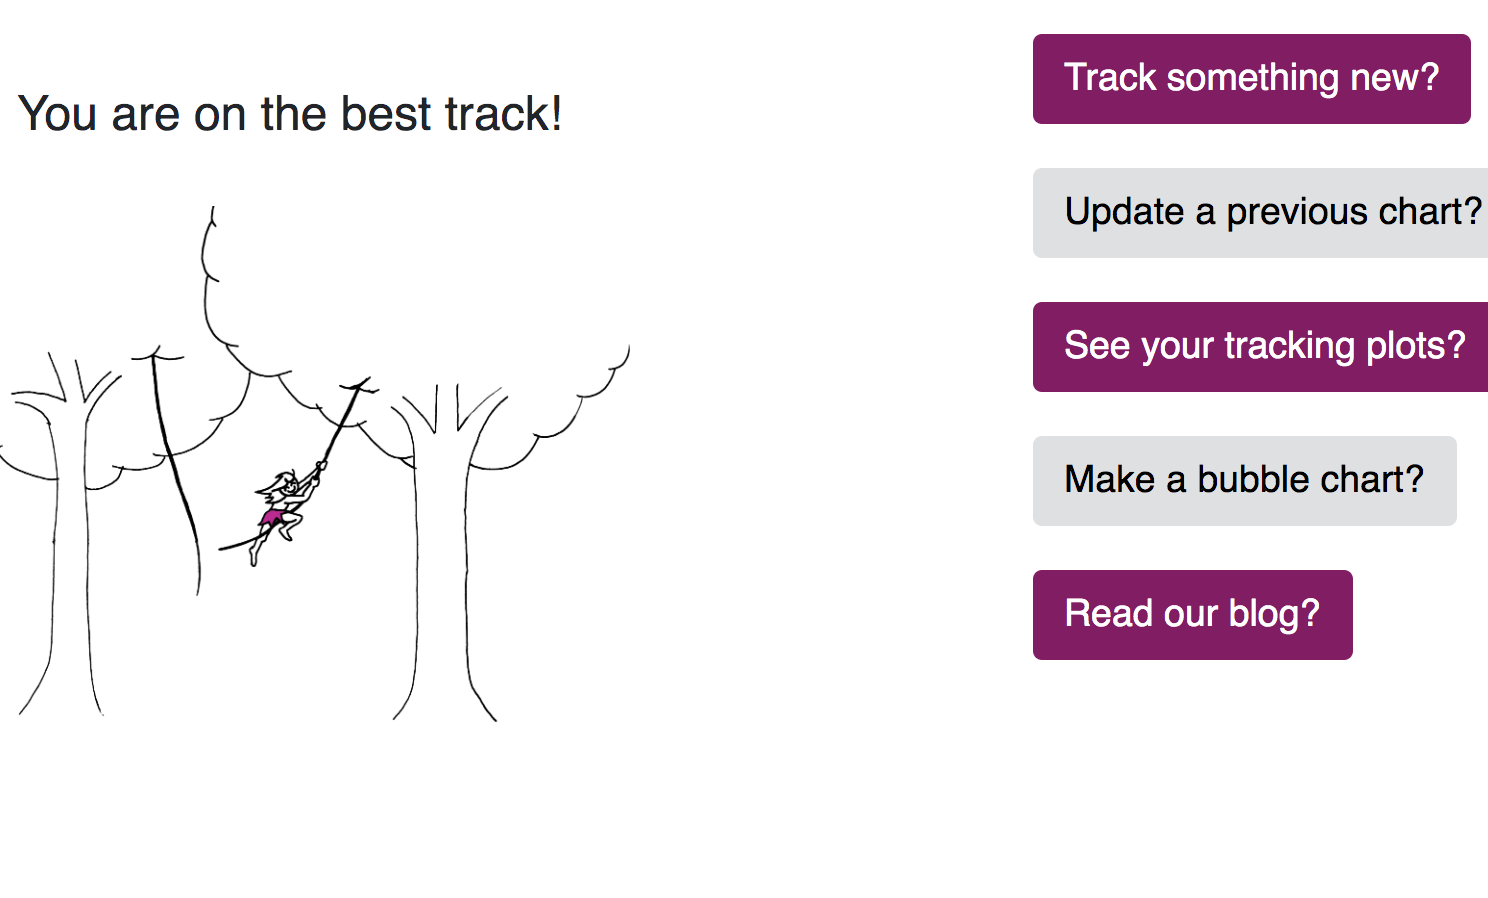 You are on the best track!
Track something new?
Update a previous chart?
See your tracking plots?
Make a bubble chart?
Read our blog?